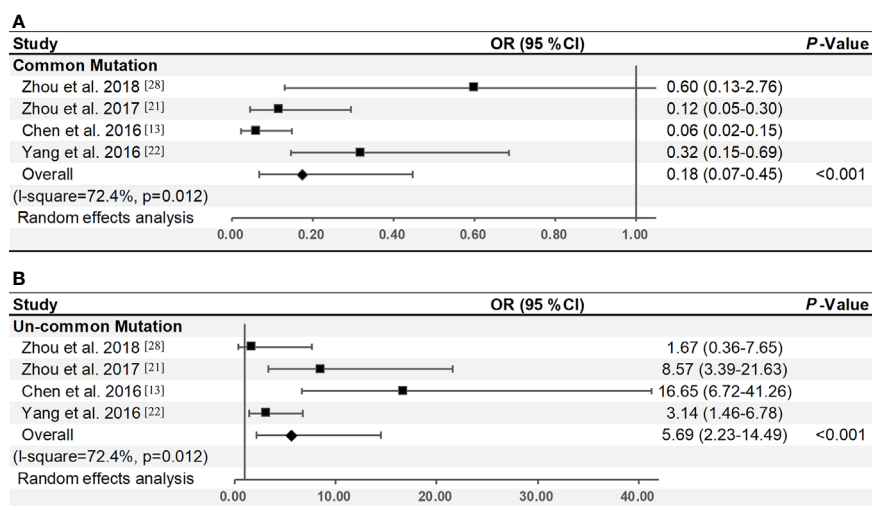 A
Study OR (95 %CI) P-Value
Common Mutation
Zhou et al. 2018 [28] 0.60 (0.13-2.76)
Zhou et al. 2017 [21] 0.12 (0.05-0.30)
Chen et al. 2016 [13] 0.06 (0.02-0.15)
Yang et al. 2016 [22] 0.32 (0.15-0.69)
Overall 0.18 (0.07-0.45) <0.001
(I-square=72.4%, p=0.012)
Random effects analysis
0.00 0.20 0.40 0.60 0.80 1.00
B
Study OR (95 %CI) P-Value
Un-common Mutation
Zhou et al. 2018 [28] 1.67 (0.36-7.65)
Zhou et al. 2017 [21] 8.57 (3.39-21.63)
Chen et al. 2016 [13] 16.65 (6.72-41.26)
Yang et al. 2016 [22] 3.14 (1.46-6.78)
Overall 5.69 (2.23-14.49) <0.001
(I-square=72.4%, p=0.012)
Random effects analysis
0.00 10.00 20.00 30.00 40.00